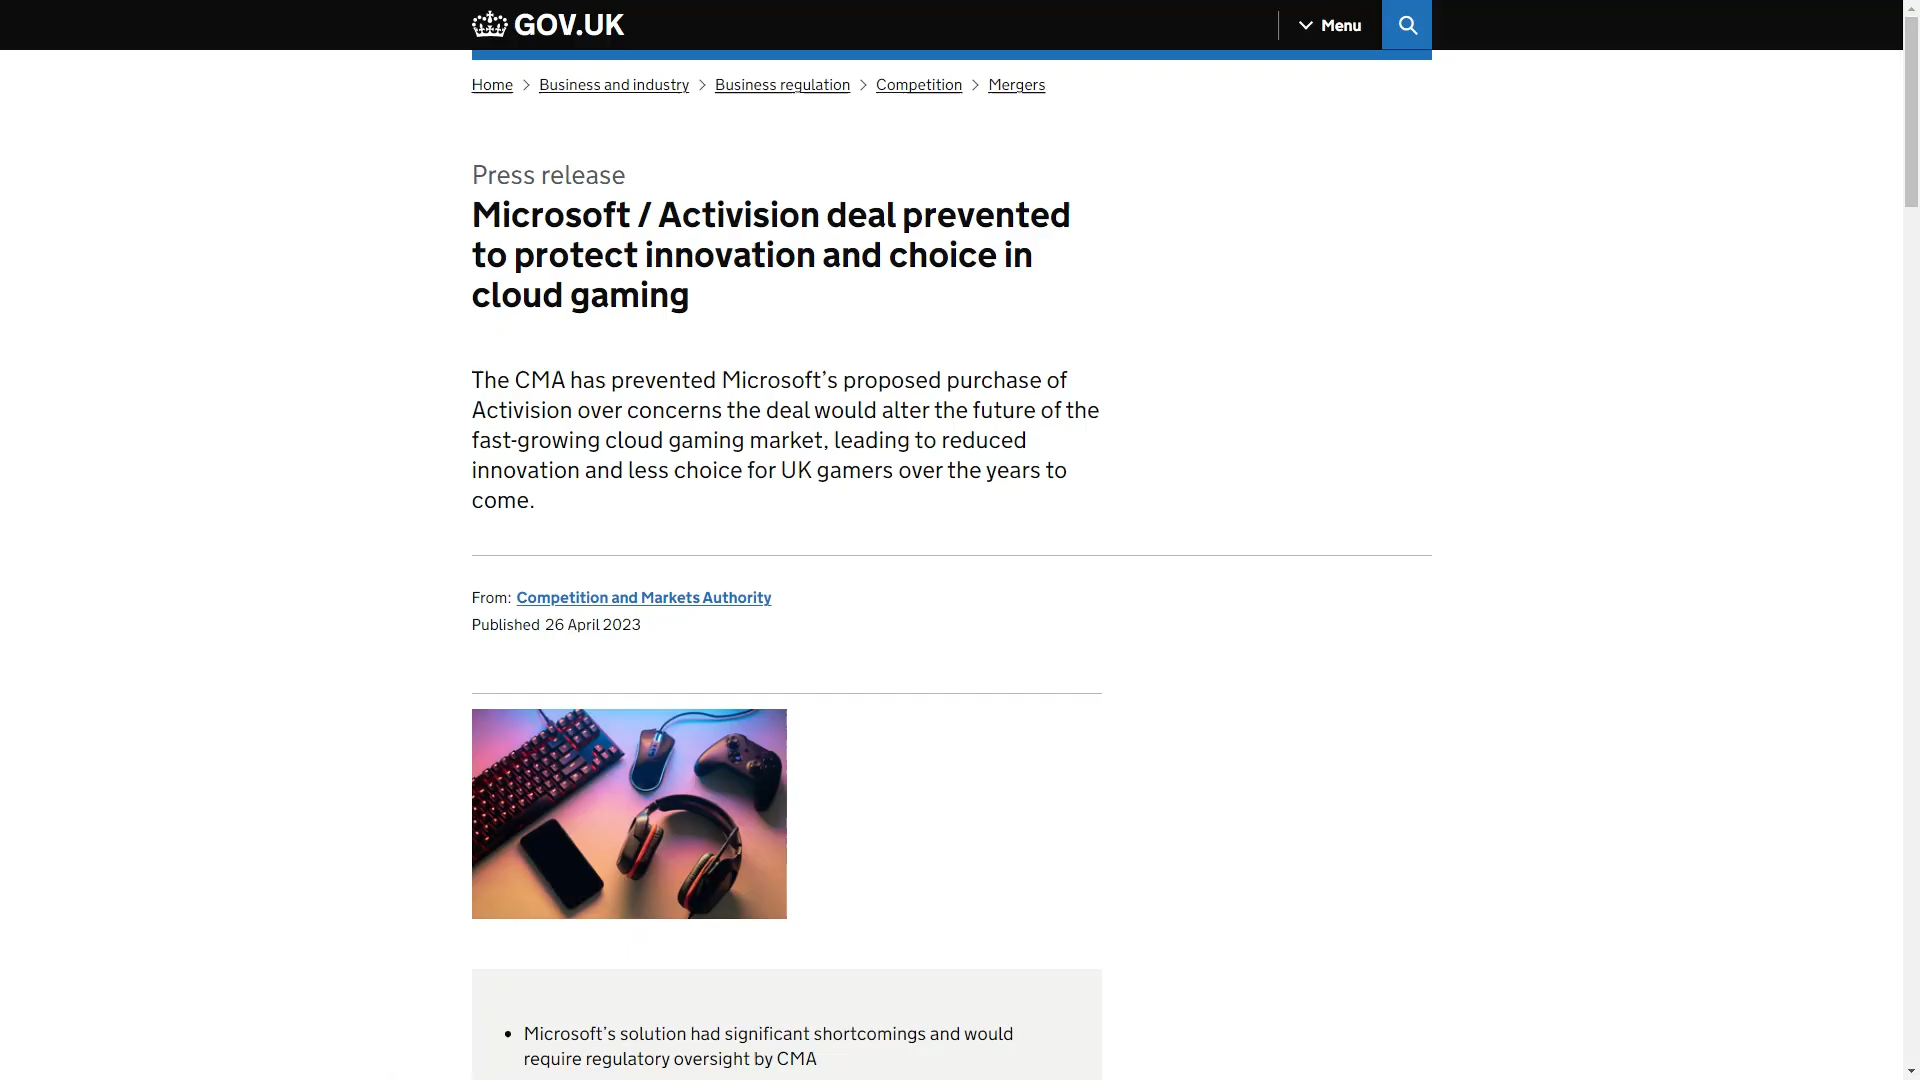 GOV.UK
Menu
Home
Business and industry
Business regulation
Competition
Mergers
Press release
Microsoft / Activision deal prevented
to protect innovation and choice in
cloud gaming
The CMA has prevented Microsoft’s proposed purchase of
Activision over concerns the deal would alter the future of the
fast-growing cloud gaming market, leading to reduced
innovation and less choice for UK gamers over the years to
come.
From: Competition and Markets Authority
Published 26 April 2023
• Microsoft’s solution had significant shortcomings and would
require regulatory oversight by CMA